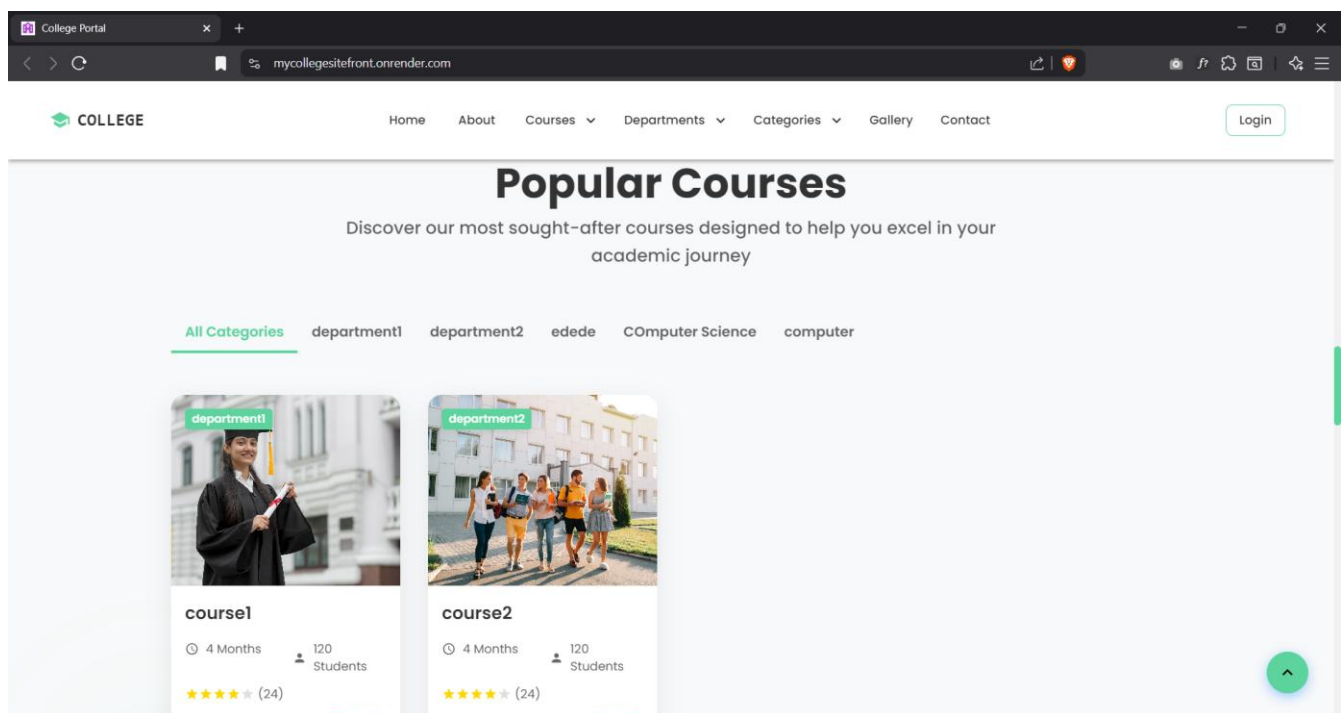 College Portal
mycollegesitefront.onrender.com
COLLEGE
Home About Courses Departments Categories Gallery Contact Login
Popular Courses
Discover our most sought-after courses designed to help you excel in your
academic journey
All Categories department1 department2 edede COmputer Science computer
department1
course1
4 Months
120
Students
(24)
department2
course2
4 Months
120
Students
(24)